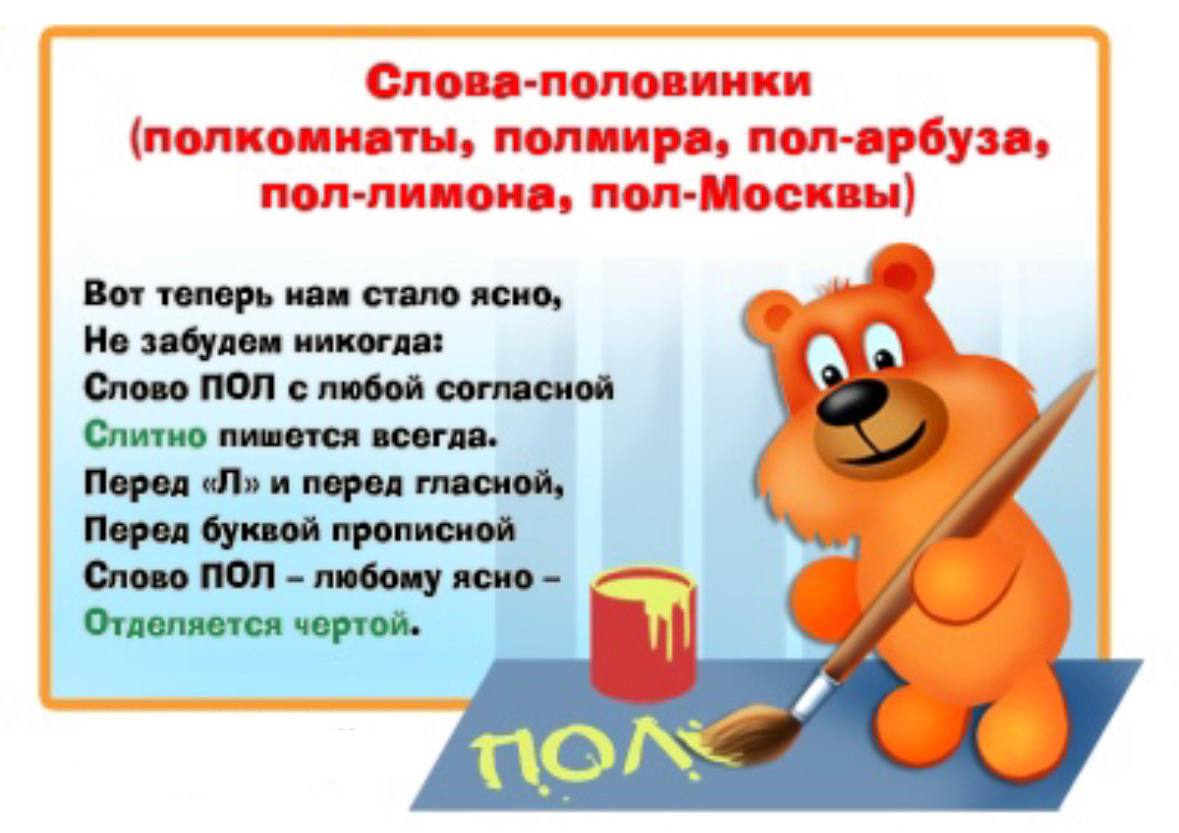 Слова-половинки
(полкомнаты, полмира, пол-арбуза,
пол-лимона, пол-Москвы)
Вот теперь нам стало ясно,
Не забудем никогда:
Слово ПОЛ с любой согласной
Слитно пишется всегда.
Перед «Л» и перед гласной,
Перед буквой прописной
Слово ПОЛ – любому ясно –
Отделяется чертой.
ПОЛ